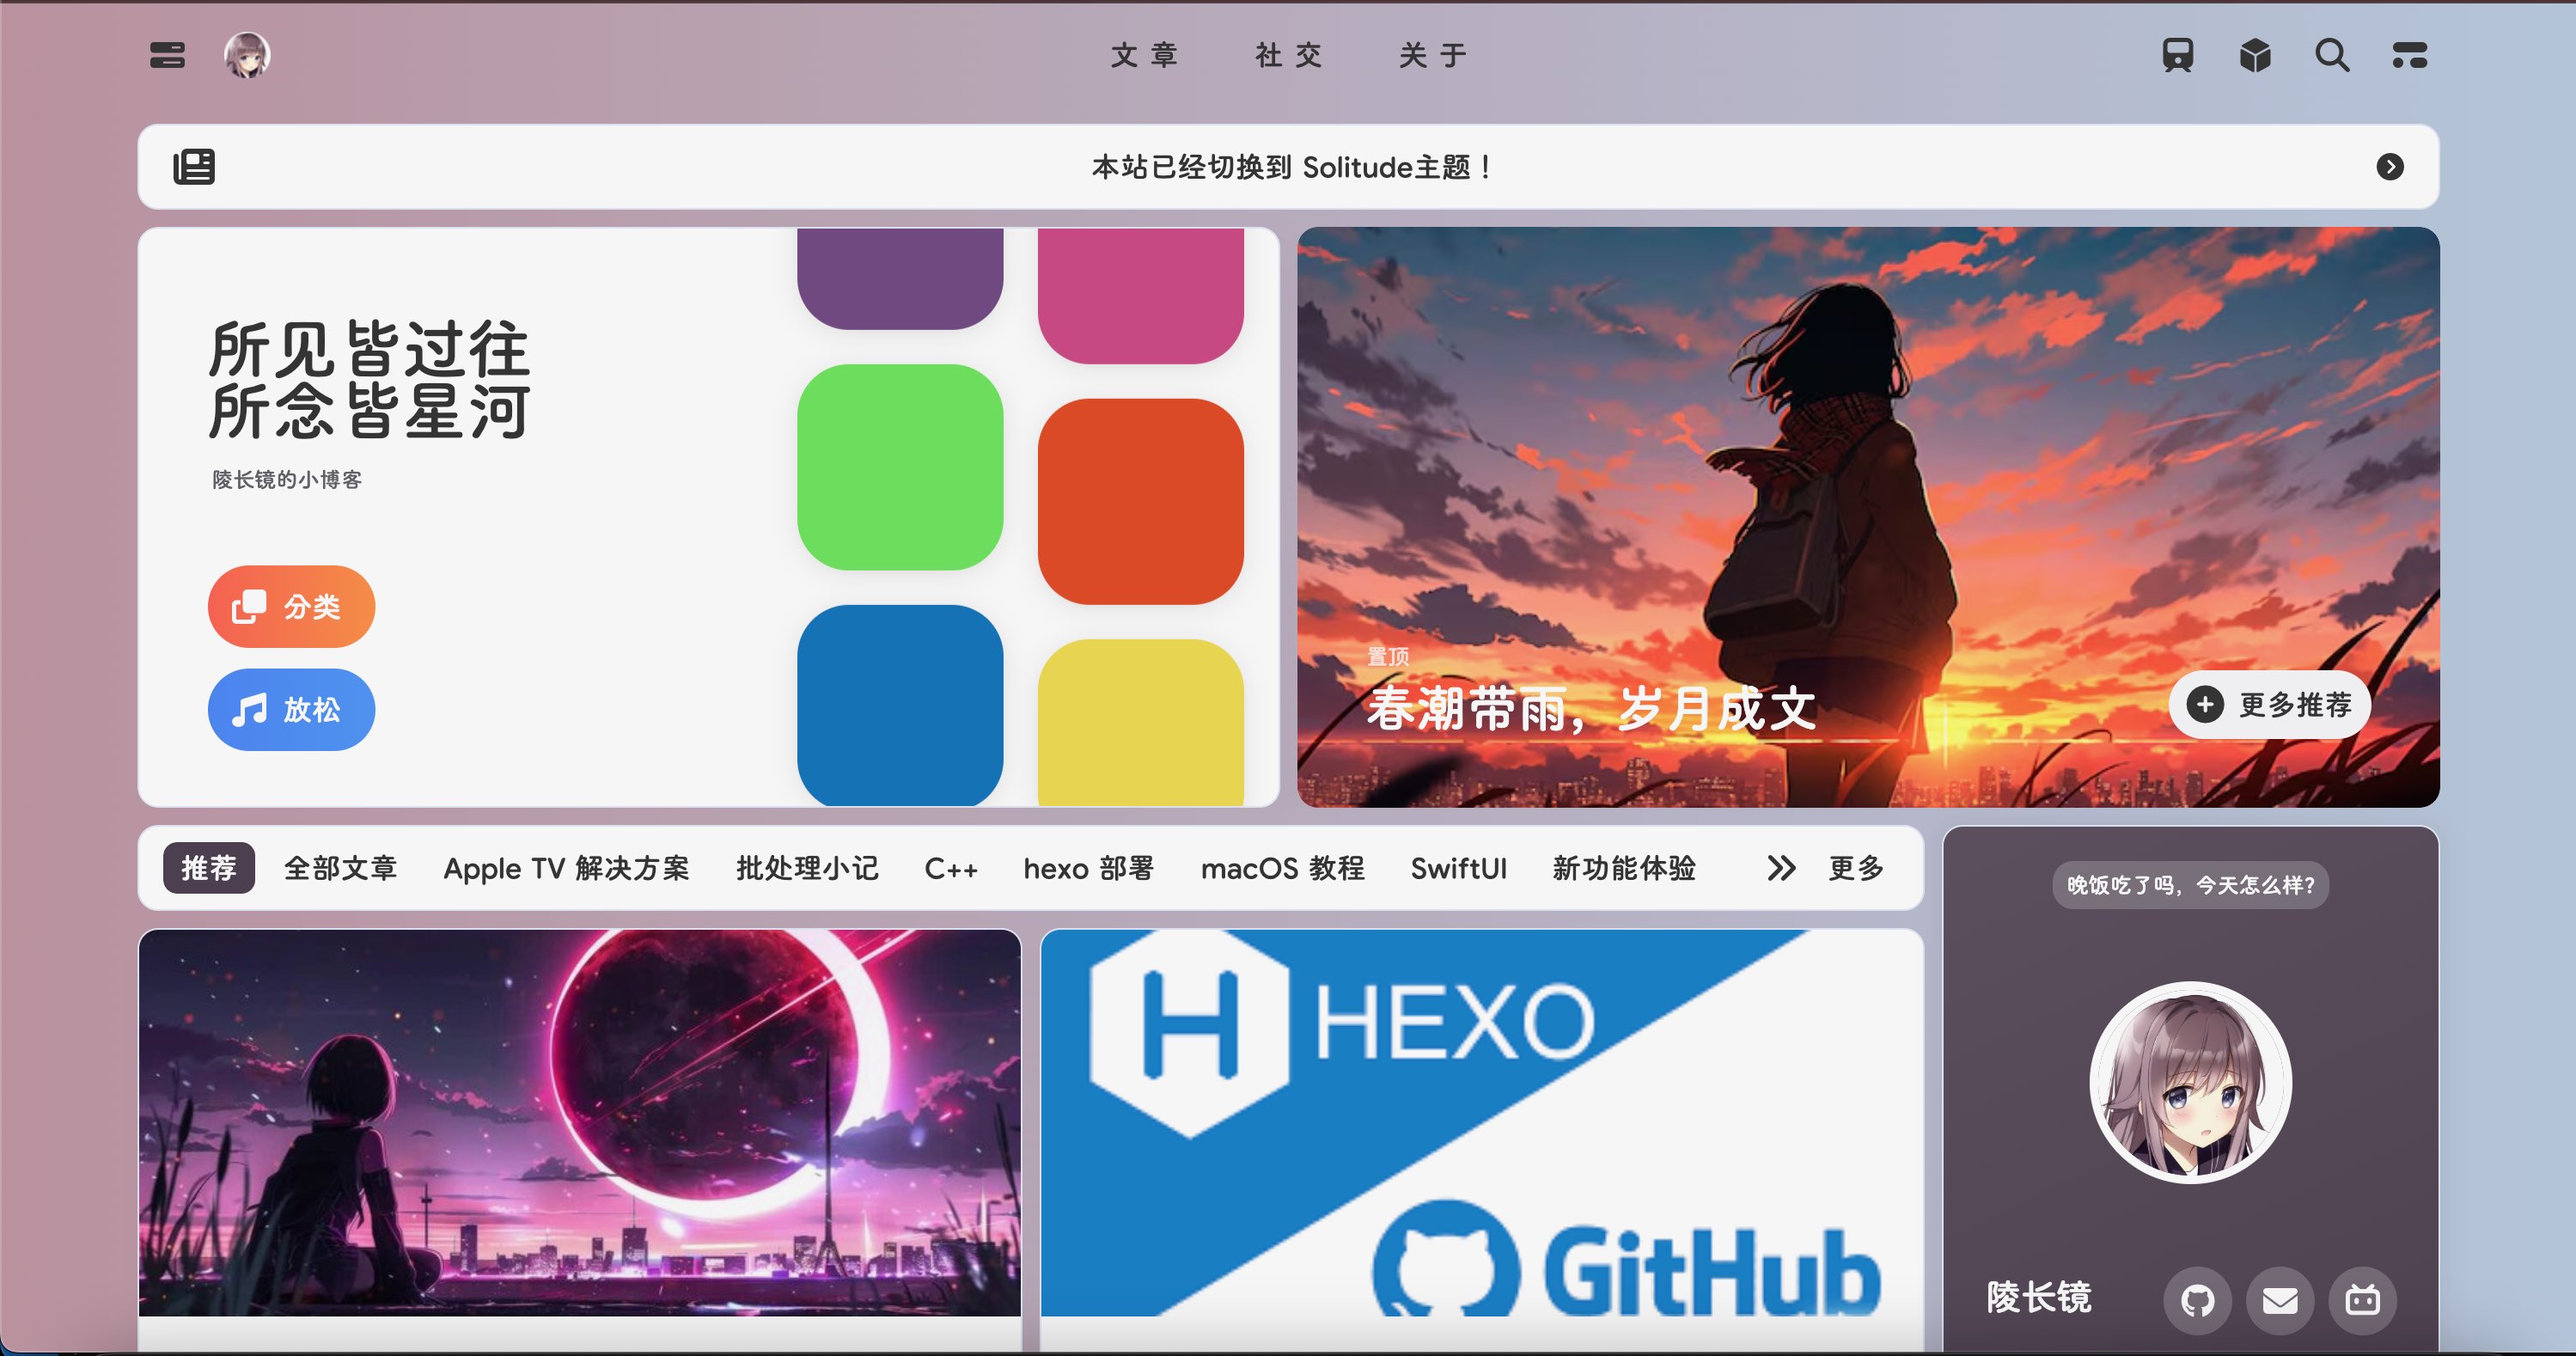 文章 社交 关于
本站已经切换到 Solitude主题！
所见皆过往
所念皆星河
陵长镜的小博客
分类
放松
置顶
春潮带雨，岁月成文
更多推荐
推荐 全部文章 Apple TV 解决方案 批处理小记 C++ hexo 部署 macOS 教程 SwiftUI 新功能体验 更多
晚饭吃了吗，今天怎么样?
HEXO
GitHub
陵长镜